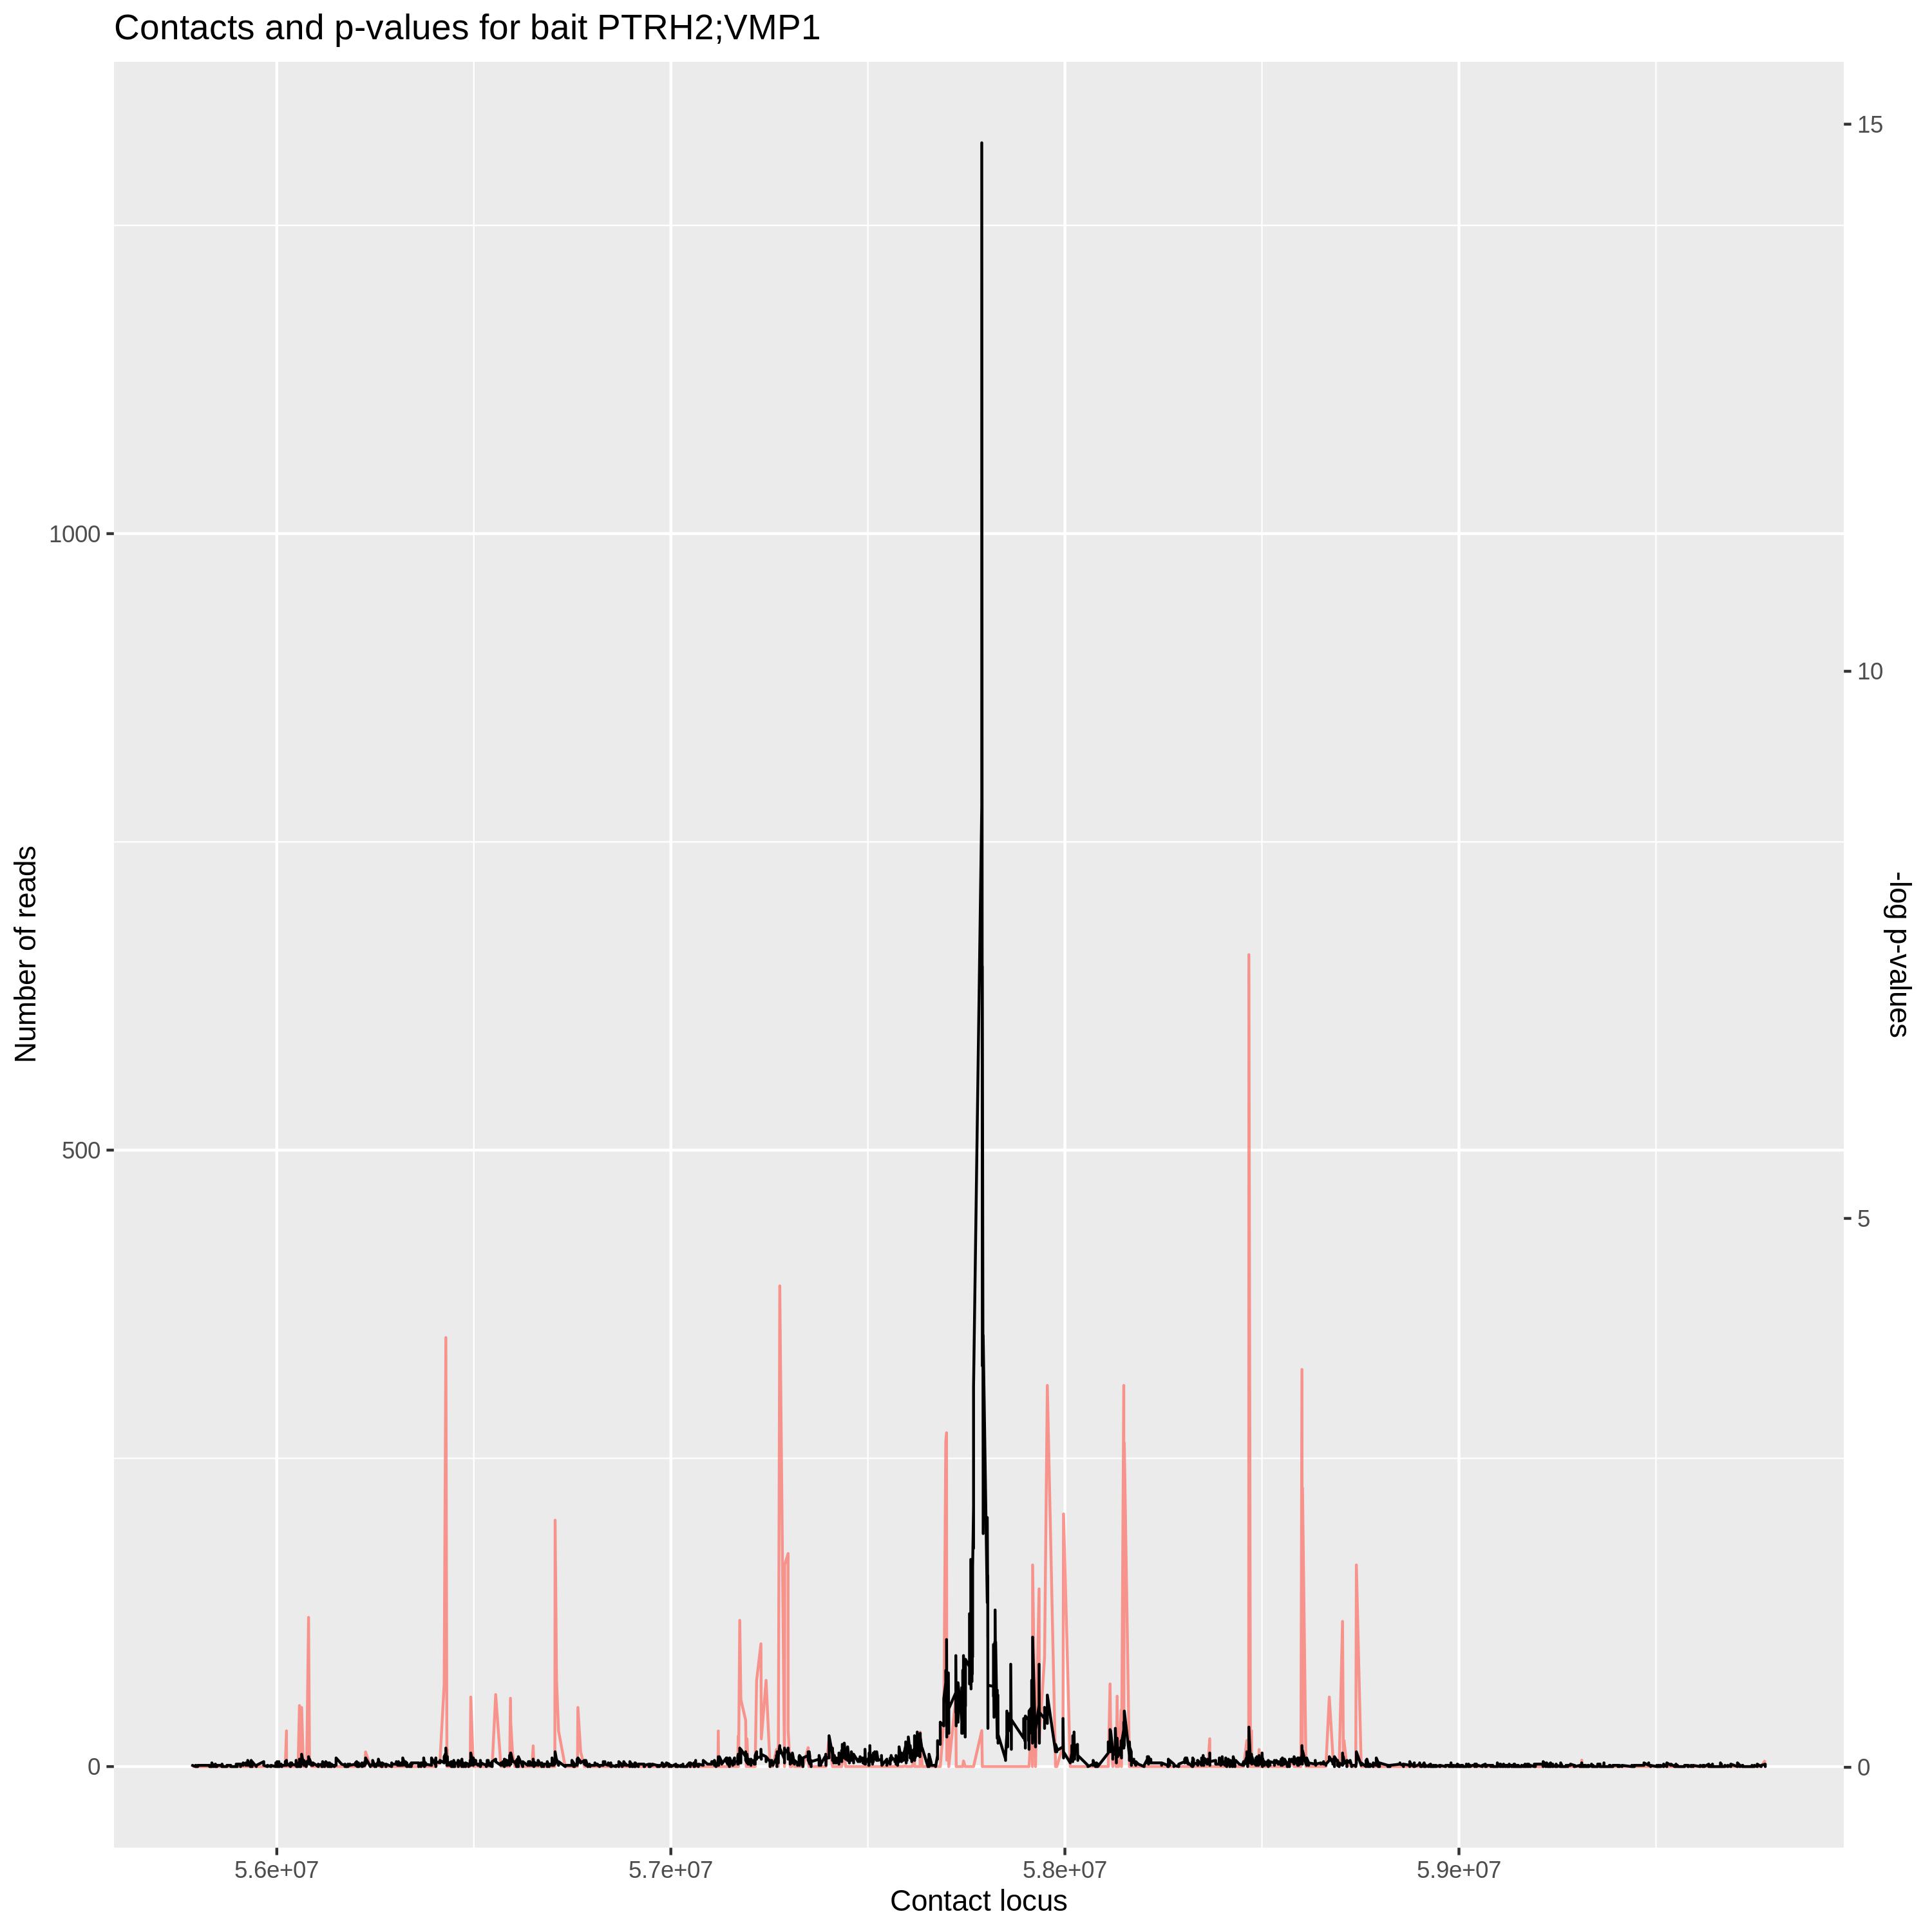 Contacts and p-values for bait PTRH2;VMP1
15
1000
10
Number of reads
-log p-values
500
5
0
0
5.6e+07
5.7e+07
5.8e+07
5.9e+07
Contact locus